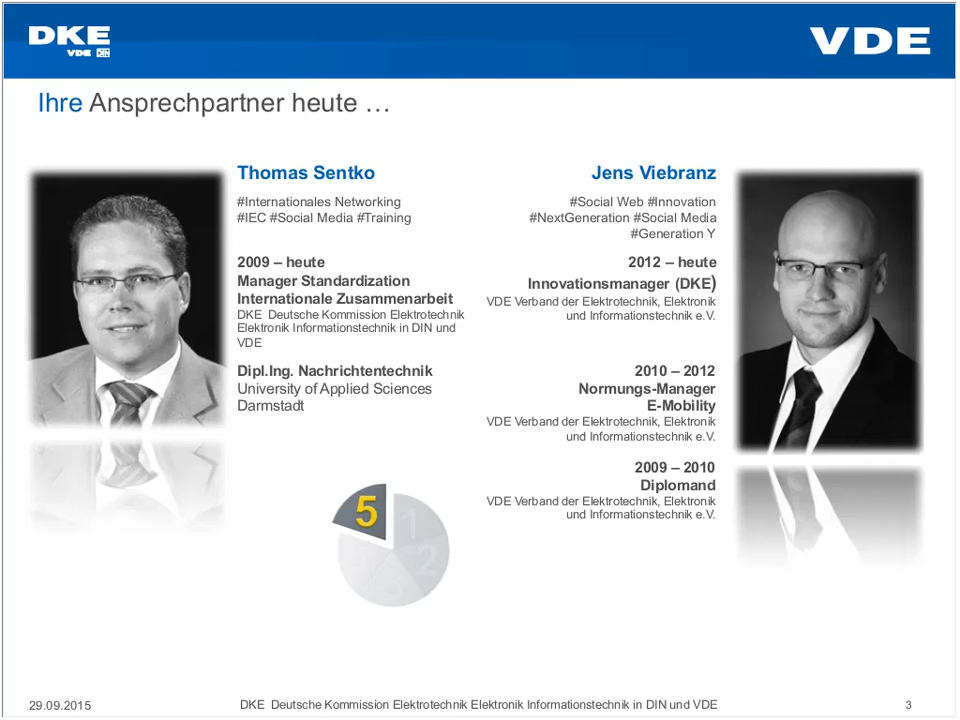 DKE
VDE DIN
VDE
Ihre Ansprechpartner heute …
Thomas Sentko
#Internationales Networking
#IEC #Social Media #Training
2009 – heute
Manager Standardization
Internationale Zusammenarbeit
DKE Deutsche Kommission Elektrotechnik
Elektronik Informationstechnik in DIN und
VDE
Dipl.Ing. Nachrichtentechnik
University of Applied Sciences
Darmstadt
Jens Viebranz
#Social Web #Innovation
#NextGeneration #Social Media
#Generation Y
2012 – heute
Innovationsmanager (DKE)
VDE Verband der Elektrotechnik, Elektronik
und Informationstechnik e.V.
2010 – 2012
Normungs-Manager
E-Mobility
VDE Verband der Elektrotechnik, Elektronik
und Informationstechnik e.V.
2009 – 2010
Diplomand
VDE Verband der Elektrotechnik, Elektronik
und Informationstechnik e.V.
5
1
2
3
29.09.2015
DKE Deutsche Kommission Elektrotechnik Elektronik Informationstechnik in DIN und VDE
3